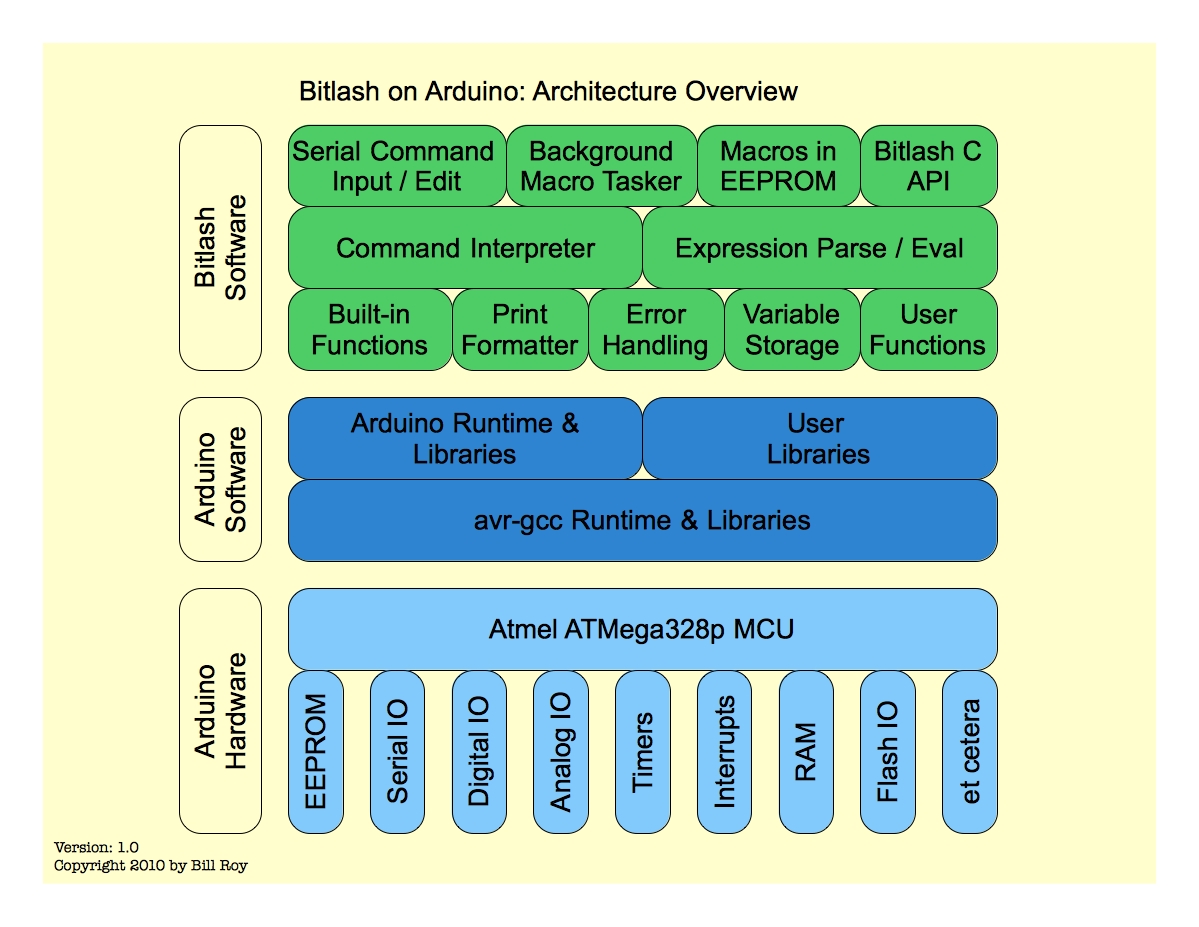 Bitlash on Arduino: Architecture Overview
Bitlash
Software
Serial Command
Input / Edit
Background
Macro Tasker
Macros in
EEPROM
Bitlash C
API
Command Interpreter
Expression Parse / Eval
Built-in
Functions
Print
Formatter
Error
Handling
Variable
Storage
User
Functions
Arduino
Software
Arduino Runtime &
Libraries
User
Libraries
avr-gcc Runtime & Libraries
Arduino
Hardware
Atmel ATMega328p MCU
EEPROM
Serial IO
Digital IO
Analog IO
Timers
Interrupts
RAM
Flash IO
et cetera
Version: 1.0
Copyright 2010 by Bill Roy